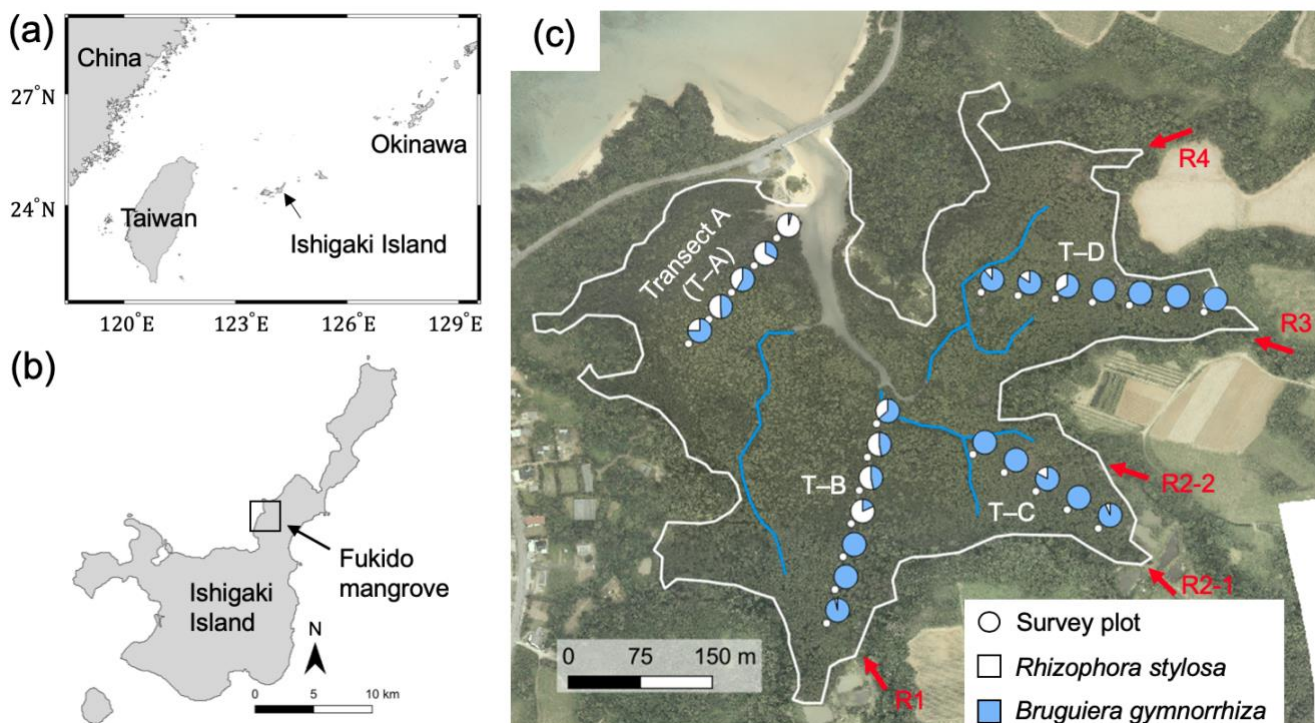 (a)
China
27°N
Okinawa
24°N
Taiwan
Ishigaki Island
120°E
123°E
126°E
129°E
(b)
Fukido
mangrove
Ishigaki
Island
N
0
5
10 km
(c)
R4
Transect A
(T–A)
T–D
R3
T–B
R2-2
T–C
R2-1
0
75
150 m
R1
Survey plot
Rhizophora stylosa
Bruguiera gymnorrhiza